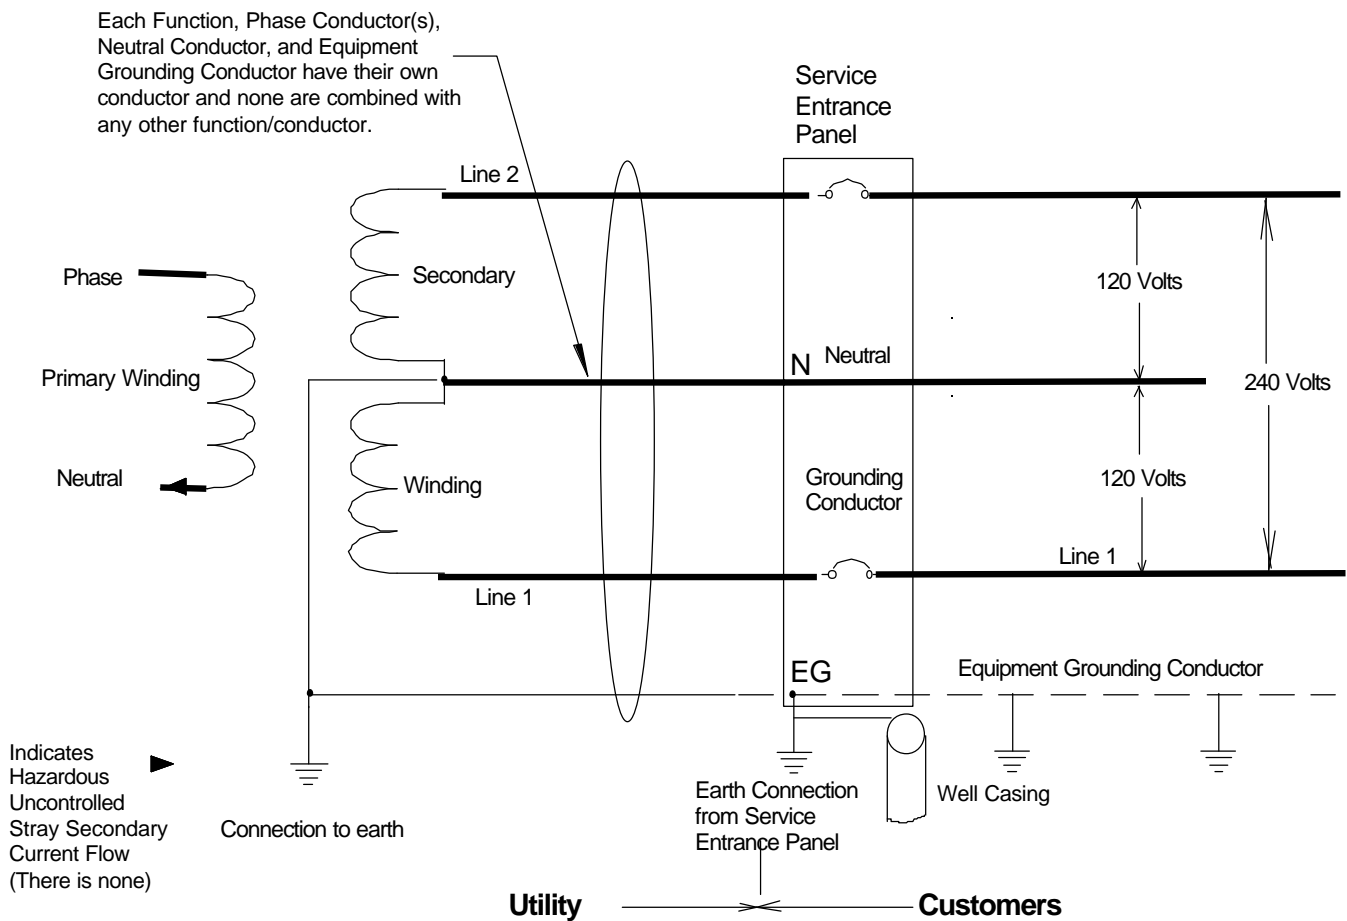 Each Function, Phase Conductor(s),
Neutral Conductor, and Equipment
Grounding Conductor have their own
conductor and none are combined with
any other function/conductor.
Service
Entrance
Panel
Line 2
Phase
Secondary
120 Volts
N
Neutral
Primary Winding
240 Volts
Neutral
Winding
Grounding
Conductor
120 Volts
Line 1
Line 1
EG
Equipment Grounding Conductor
Indicates
Hazardous
Uncontrolled
Stray Secondary
Current Flow
(There is none)
Connection to earth
Earth Connection
from Service
Entrance Panel
Well Casing
Utility
Customers